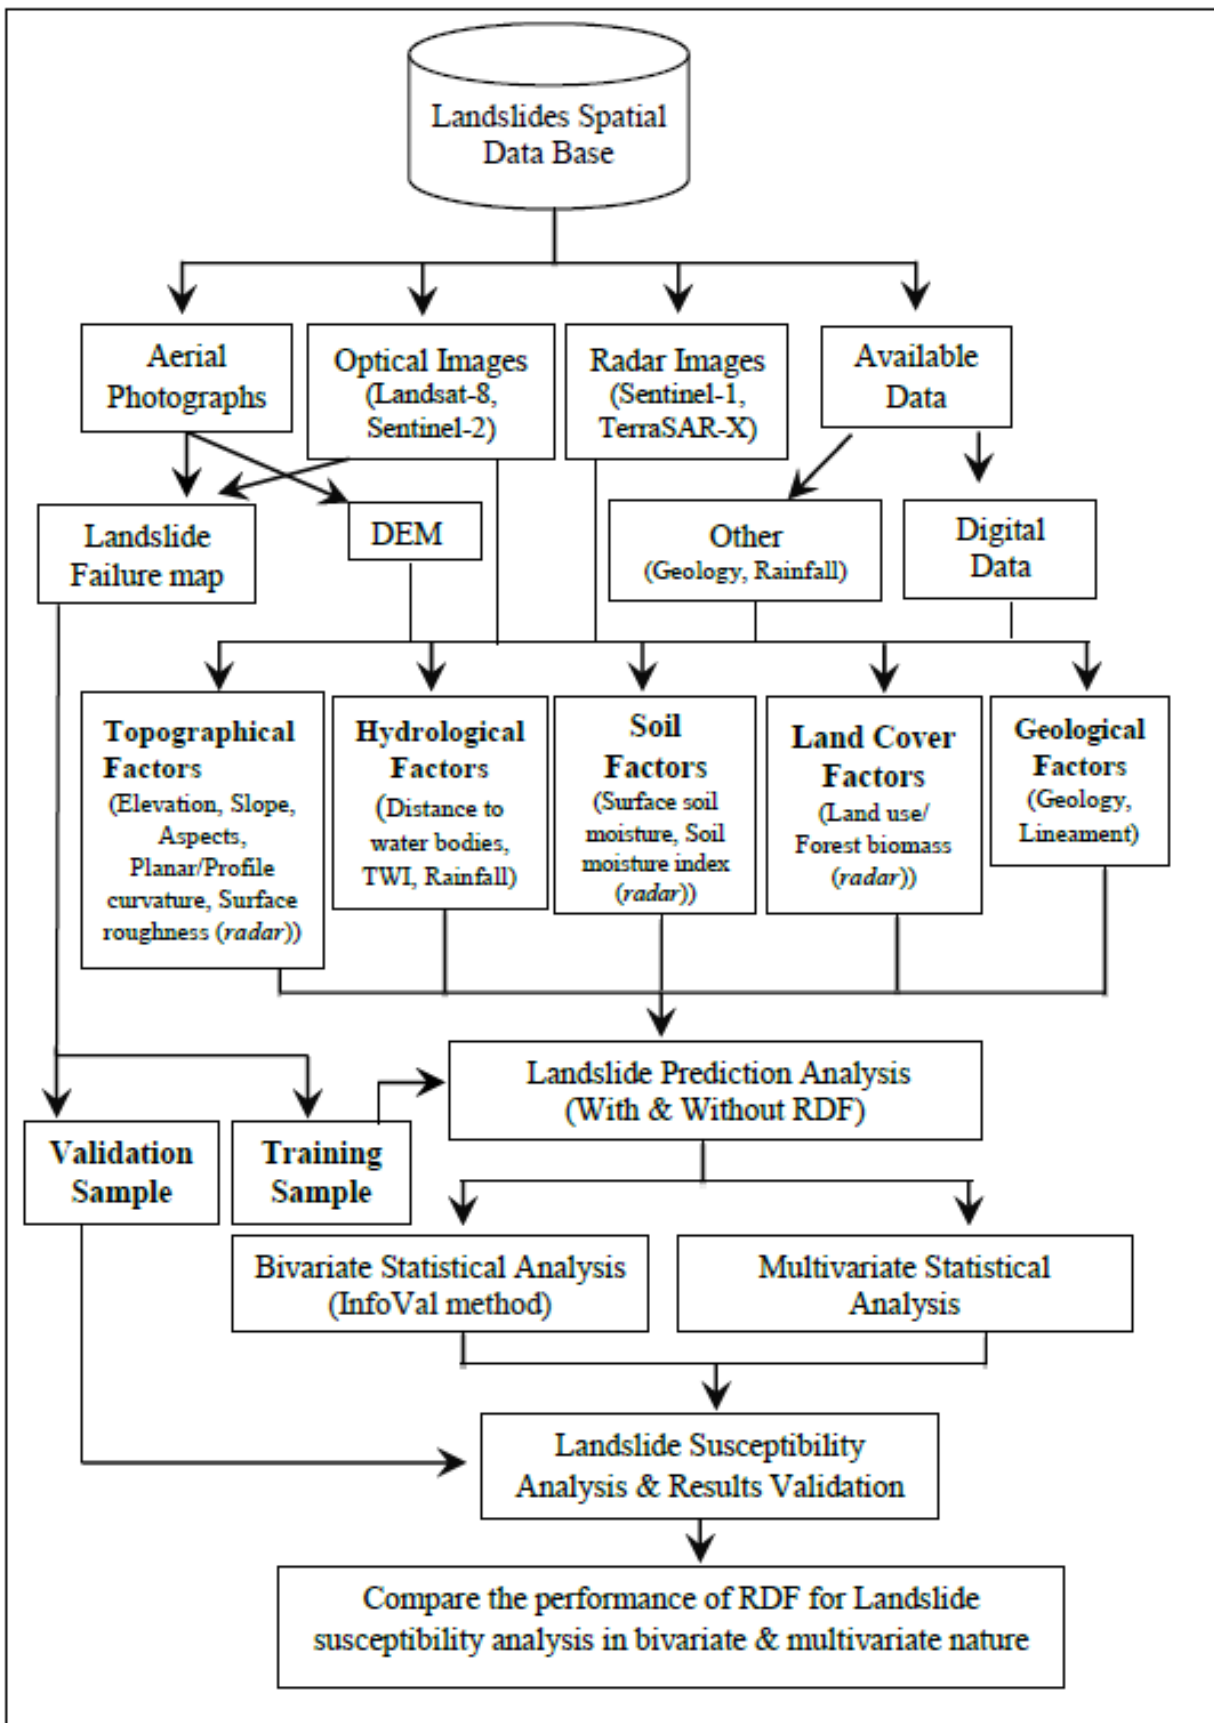 Landslides Spatial
Data Base
Aerial
Photographs
Optical Images
(Landsat-8,
Sentinel-2)
Radar Images
(Sentinel-1,
TerraSAR-X)
Available
Data
Landslide
Failure map
DEM
Other
(Geology, Rainfall)
Digital
Data
Topographical
Factors
(Elevation, Slope,
Aspects,
Planar/Profile
curvature, Surface
roughness (radar))
Hydrological
Factors
(Distance to
water bodies,
TWI, Rainfall)
Soil
Factors
(Surface soil
moisture, Soil
moisture index
(radar))
Land Cover
Factors
(Land use/
Forest biomass
(radar))
Geological
Factors
(Geology,
Lineament)
Landslide Prediction Analysis
(With & Without RDF)
Validation
Sample
Training
Sample
Bivariate Statistical Analysis
(InfoVal method)
Multivariate Statistical
Analysis
Landslide Susceptibility
Analysis & Results Validation
Compare the performance of RDF for Landslide
susceptibility analysis in bivariate & multivariate nature